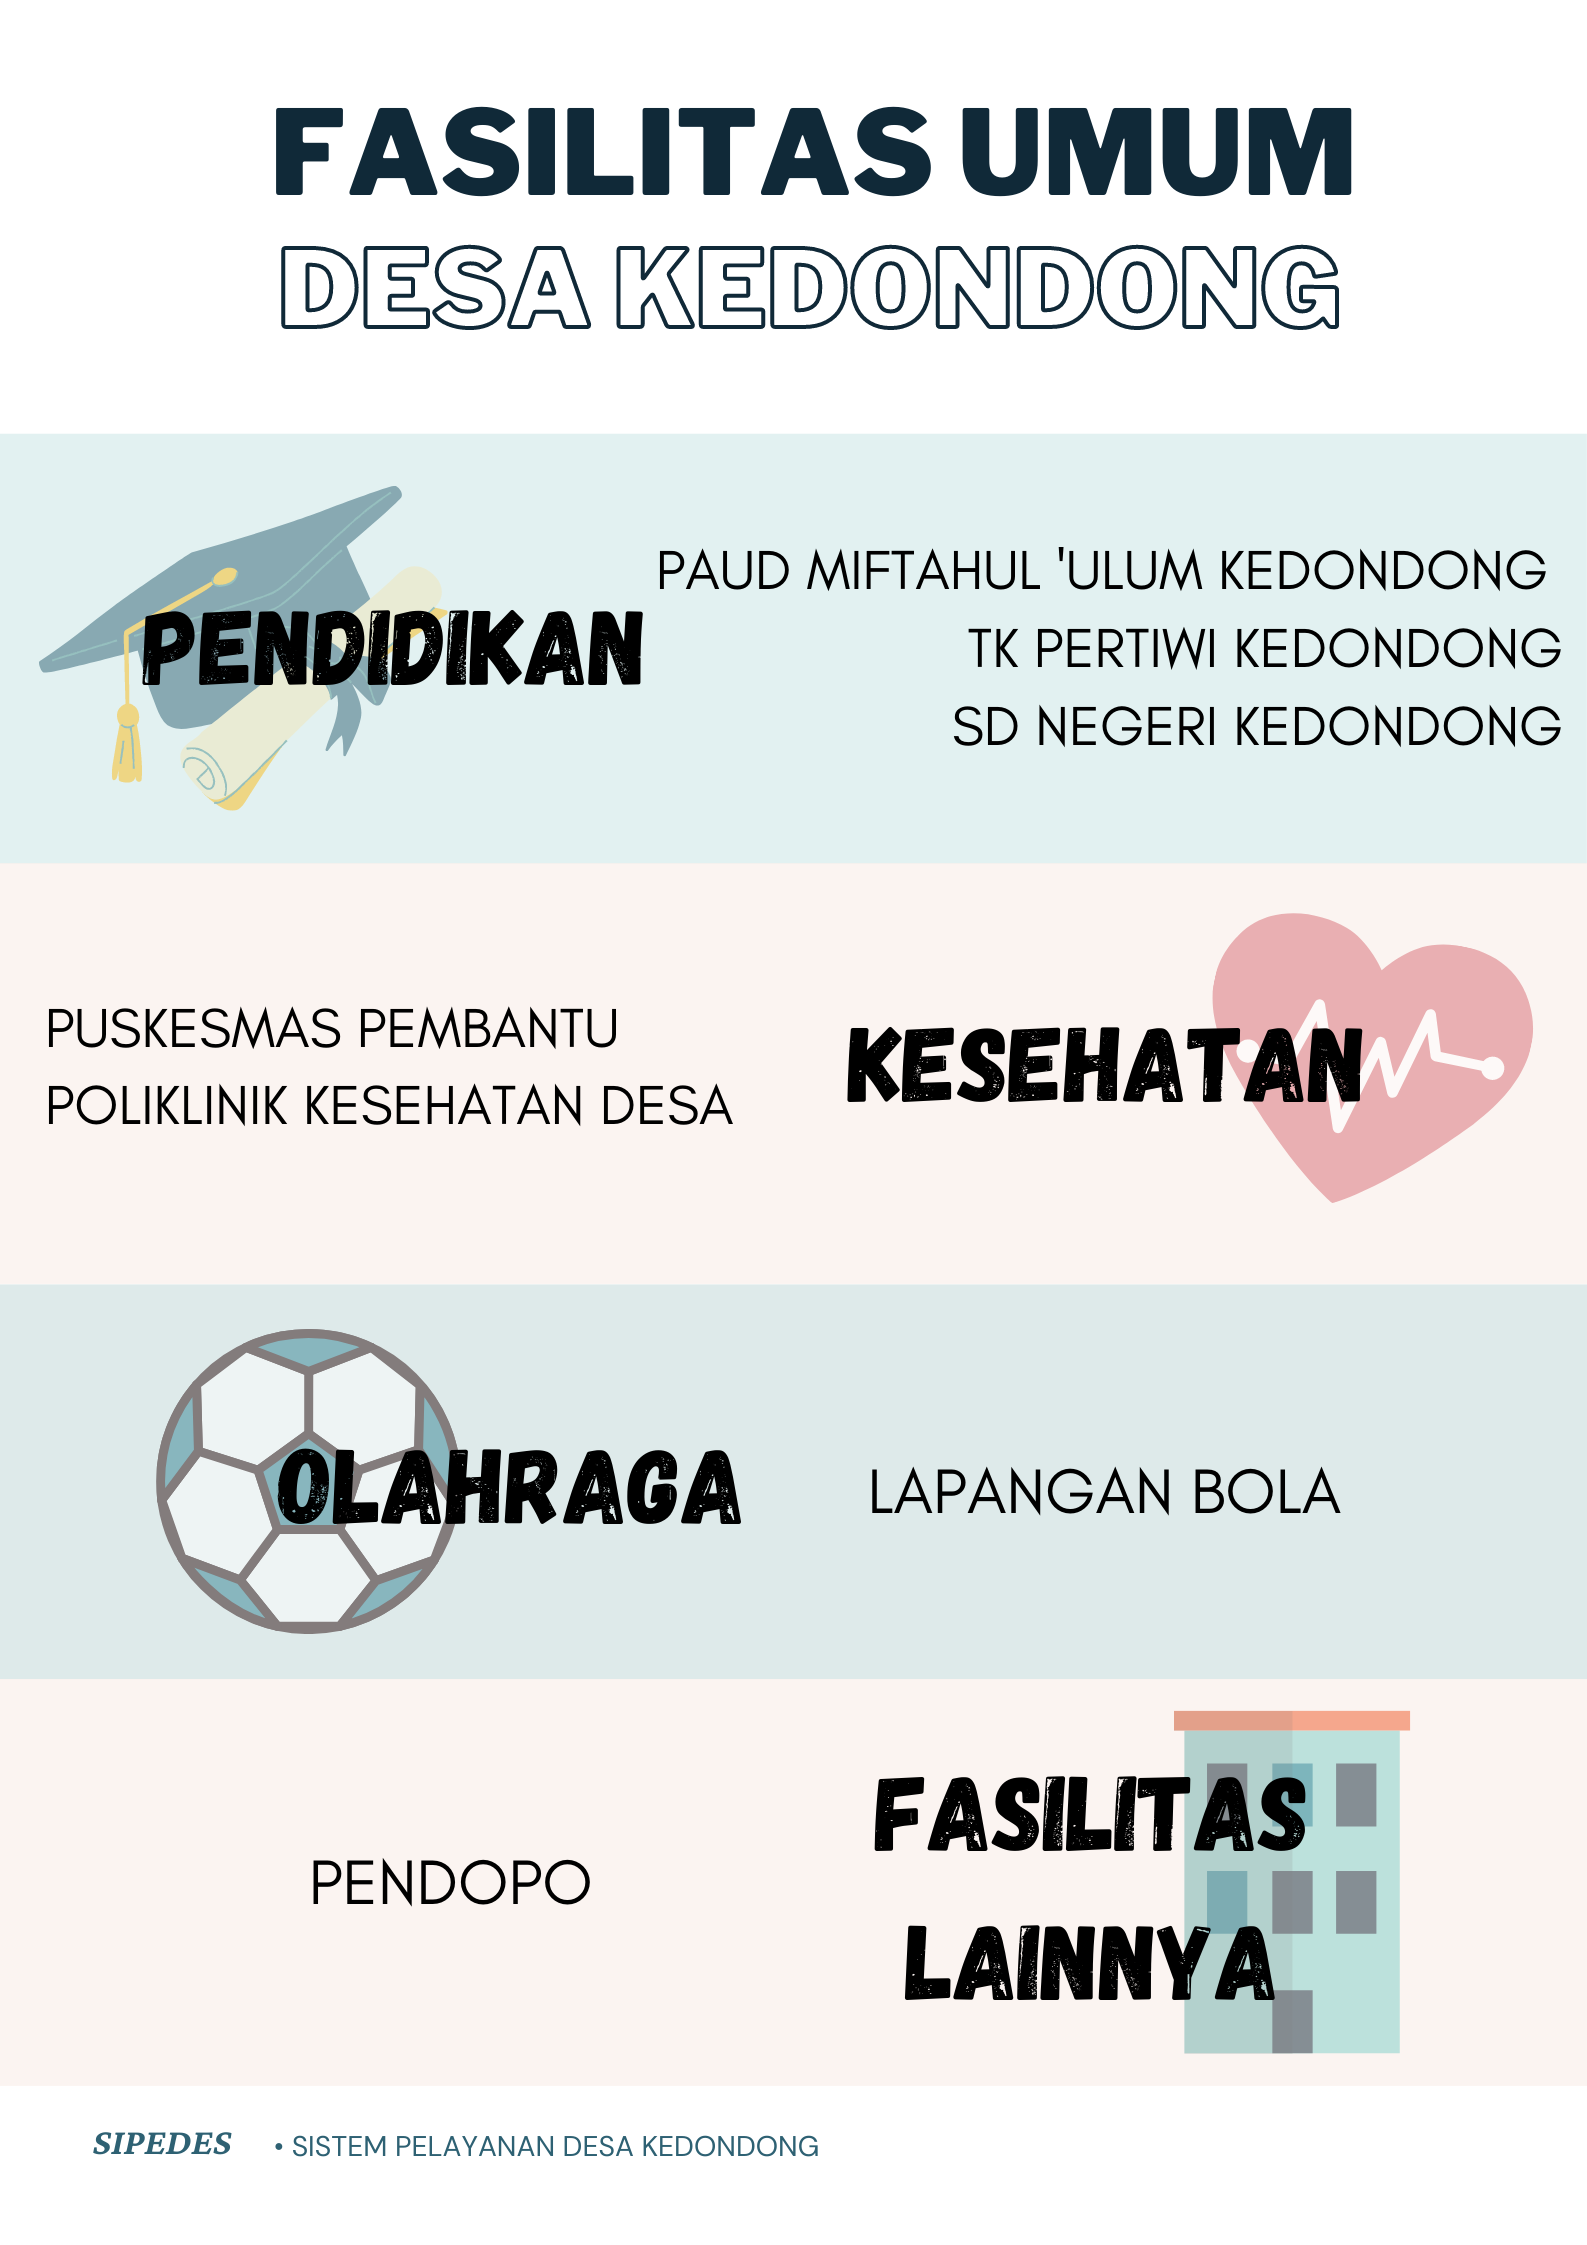 FASILITAS UMUM
DESA KEDONDONG
PENDIDIKAN
PAUD MIFTAHUL 'ULUM KEDONDONG
TK PERTIWI KEDONDONG
SD NEGERI KEDONDONG
PUSKESMAS PEMBANTU
POLIKLINIK KESEHATAN DESA
KESEHATAN
OLAHRAGA
LAPANGAN BOLA
PENDOPO
FASILITAS
LAINNYA
SIPEDES • SISTEM PELAYANAN DESA KEDONDONG